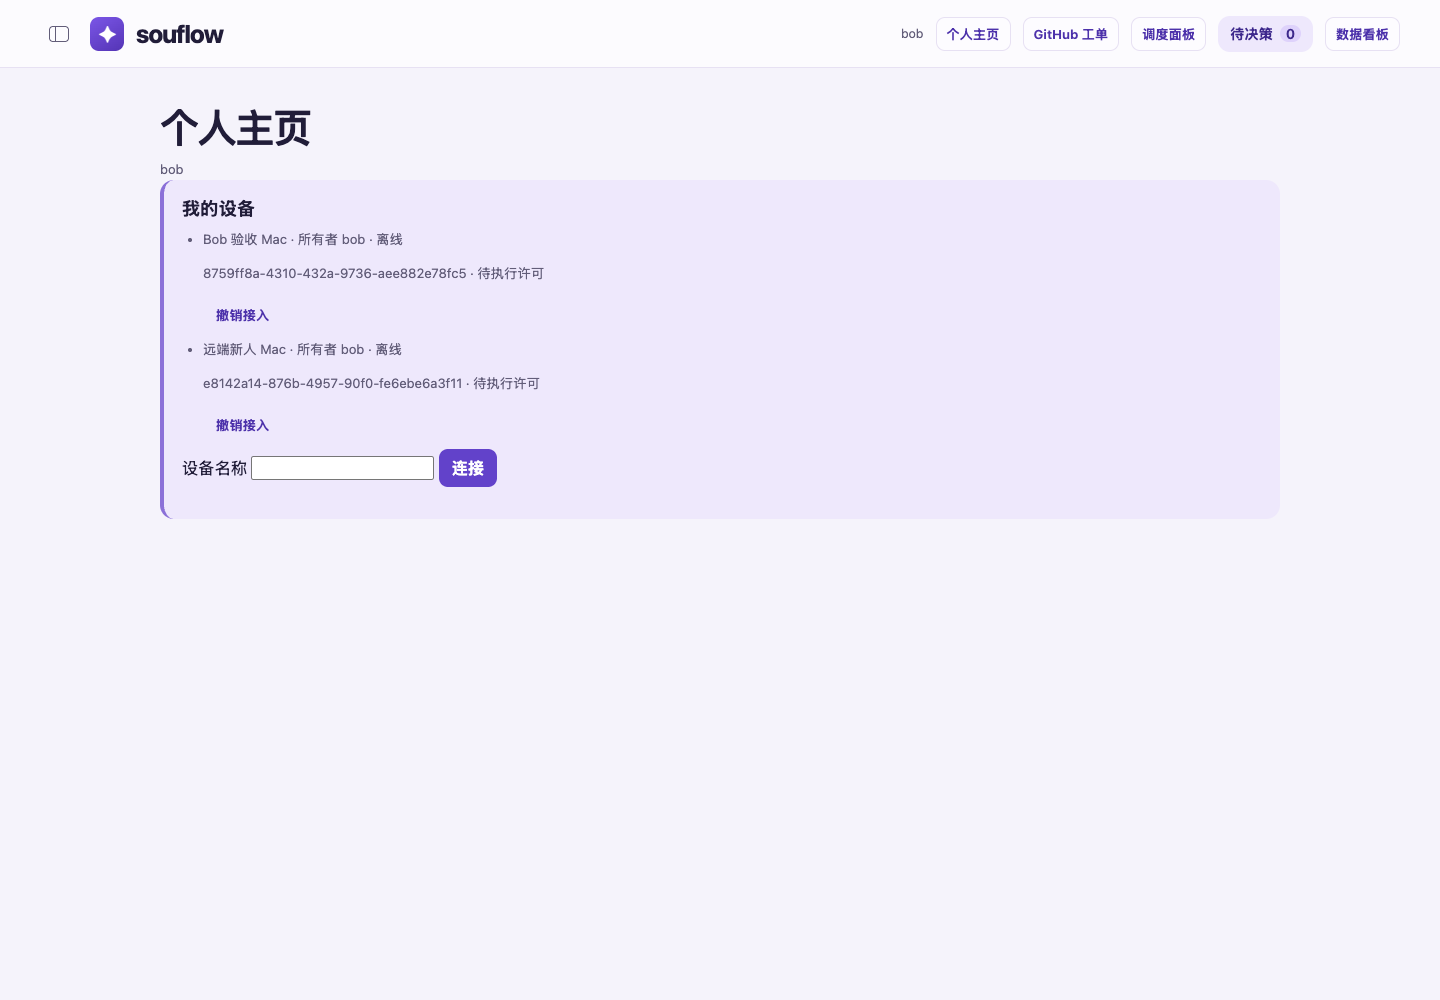 souflow
bob
个人主页
GitHub 工单
调度面板
待决策 0
数据看板
个人主页
bob
我的设备
Bob 验收 Mac · 所有者 bob · 离线
8759ff8a-4310-432a-9736-aee882e78fc5 · 待执行许可
撤销接入
远端新人 Mac · 所有者 bob · 离线
e8142a14-876b-4957-90f0-fe6ebe6a3f11 · 待执行许可
撤销接入
设备名称 连接